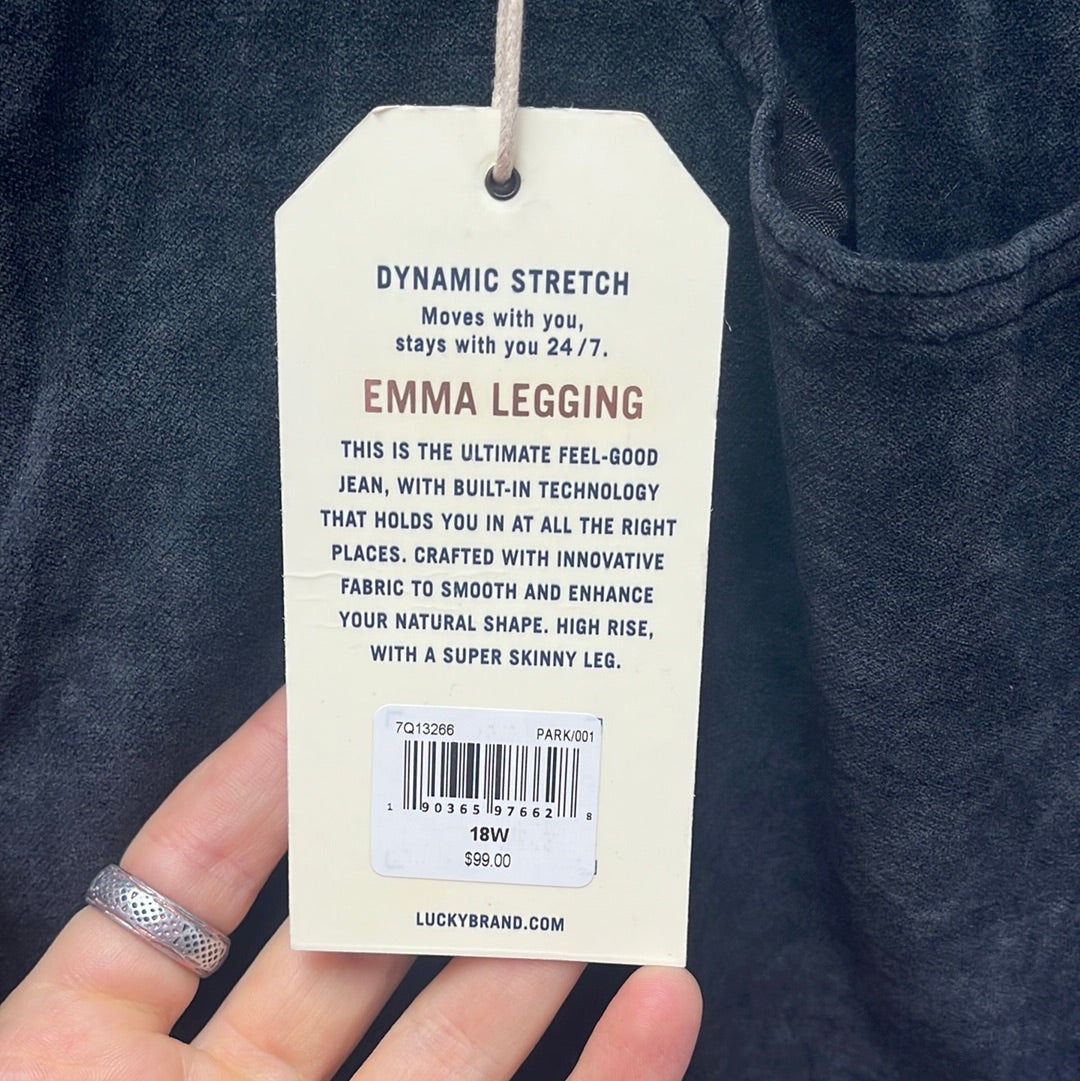 DYNAMIC STRETCH
Moves with you,
stays with you 24/7.
EMMA LEGGING
THIS IS THE ULTIMATE FEEL-GOOD
JEAN, WITH BUILT-IN TECHNOLOGY
THAT HOLDS YOU IN AT ALL THE RIGHT
PLACES. CRAFTED WITH INNOVATIVE
FABRIC TO SMOOTH AND ENHANCE
YOUR NATURAL SHAPE. HIGH RISE,
WITH A SUPER SKINNY LEG.
7Q13266 PARK/001
1 90365 97662 8
18W
$99.00
LUCKYBRAND.COM